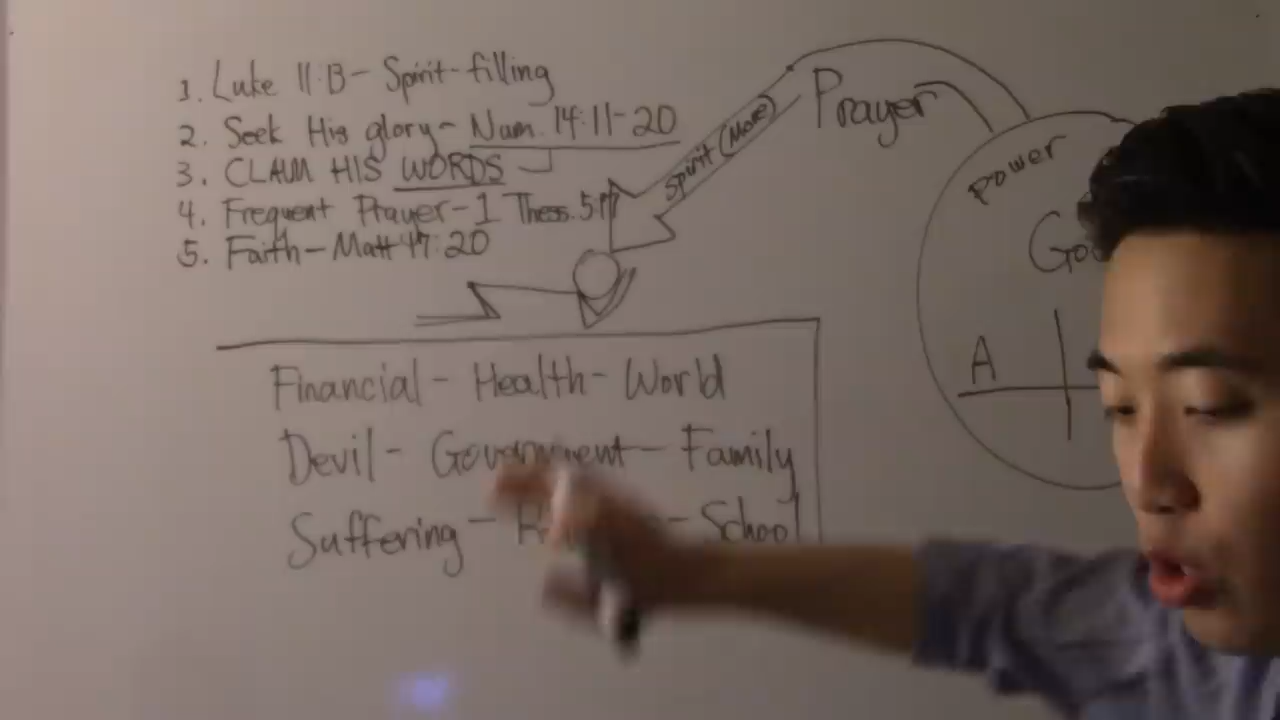 1. Luke 11:13- Spirit-filling
2. Seek His glory- Num. 14:11-20
3. CLAIM HIS WORDS
4. Frequent Prayer-1 Thess. 5:17
5. Faith-Matt 17:20
Spirit (More)
Prayer
Power
A
Financial - Health - World
Devil - Government - Family
Suffering - - School